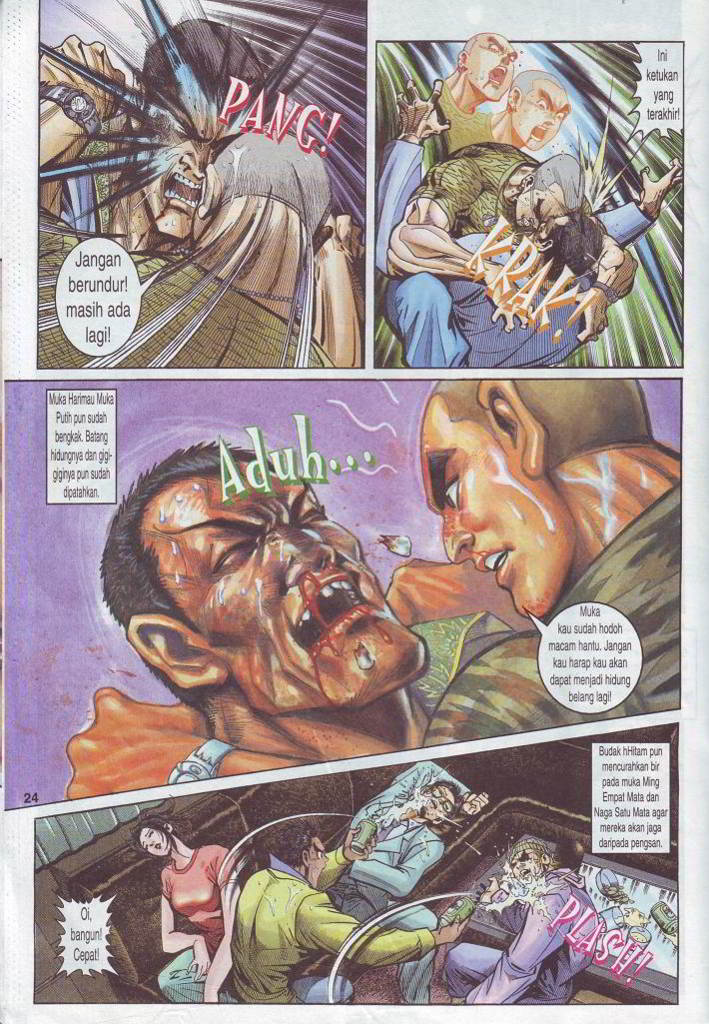 PANG!
Jangan
berundur!
masih ada
lagi!
Ini
ketukan
yang
terakhir!
KRAK!
Muka Harimau Muka
Putih pun sudah
bengkak. Batang
hidungnya dan gigi-
giginya pun sudah
dipatahkan.
Aduh...
Muka
kau sudah hodoh
macam hantu. Jangan
kau harap kau akan
dapat menjadi hidung
belang lagi!
24
Budak hHitam pun
mencurahkan bir
pada muka Ming
Empat Mata dan
Naga Satu Mata agar
mereka akan jaga
daripada pengsan.
Oi,
bangun!
Cepat!
PLASH!